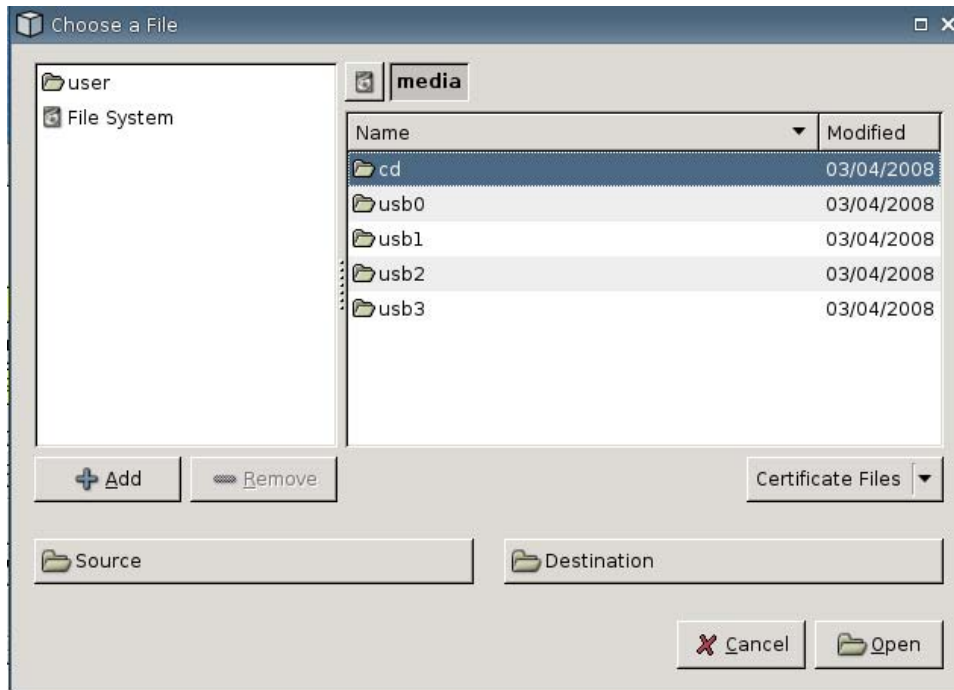 Choose a File
user
File System
media
Name Modified
cd 03/04/2008
usb0 03/04/2008
usb1 03/04/2008
usb2 03/04/2008
usb3 03/04/2008
Add Remove Certificate Files
Source Destination
Cancel Open